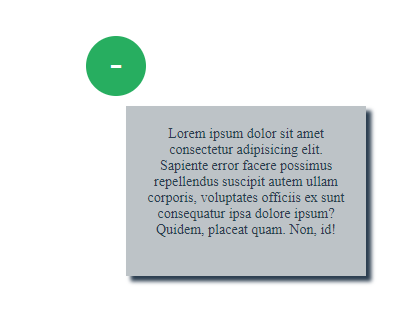 -
Lorem ipsum dolor sit amet
consectetur adipisicing elit.
Sapiente error facere possimus
repellendus suscipit autem ullam
corporis, voluptates officiis ex sunt
consequatur ipsa dolore ipsum?
Quidem, placeat quam. Non, id!